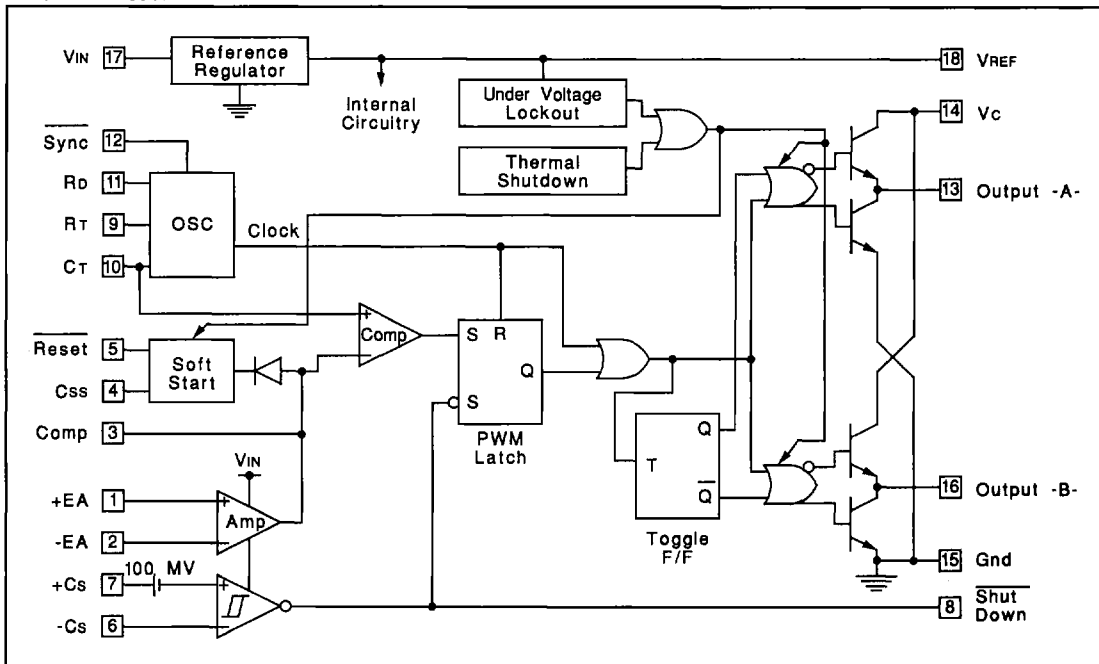 VIN 17
Reference
Regulator
18 VREF
Internal
Circuitry
Under Voltage
Lockout
14 Vc
Sync 12
Thermal
Shutdown
RD 11
13 Output -A-
RT 9
OSC
Clock
CT 10
+
Comp
−
Reset 5
Soft
Start
S R
Css 4
Q
S
Comp 3
PWM
Latch
Q
T
VIN
Q
16 Output -B-
+EA 1
+
Amp
-EA 2
−
Toggle
F/F
15 Gnd
100 MV
+Cs 7
+
8 Shut
Down
-Cs 6
−